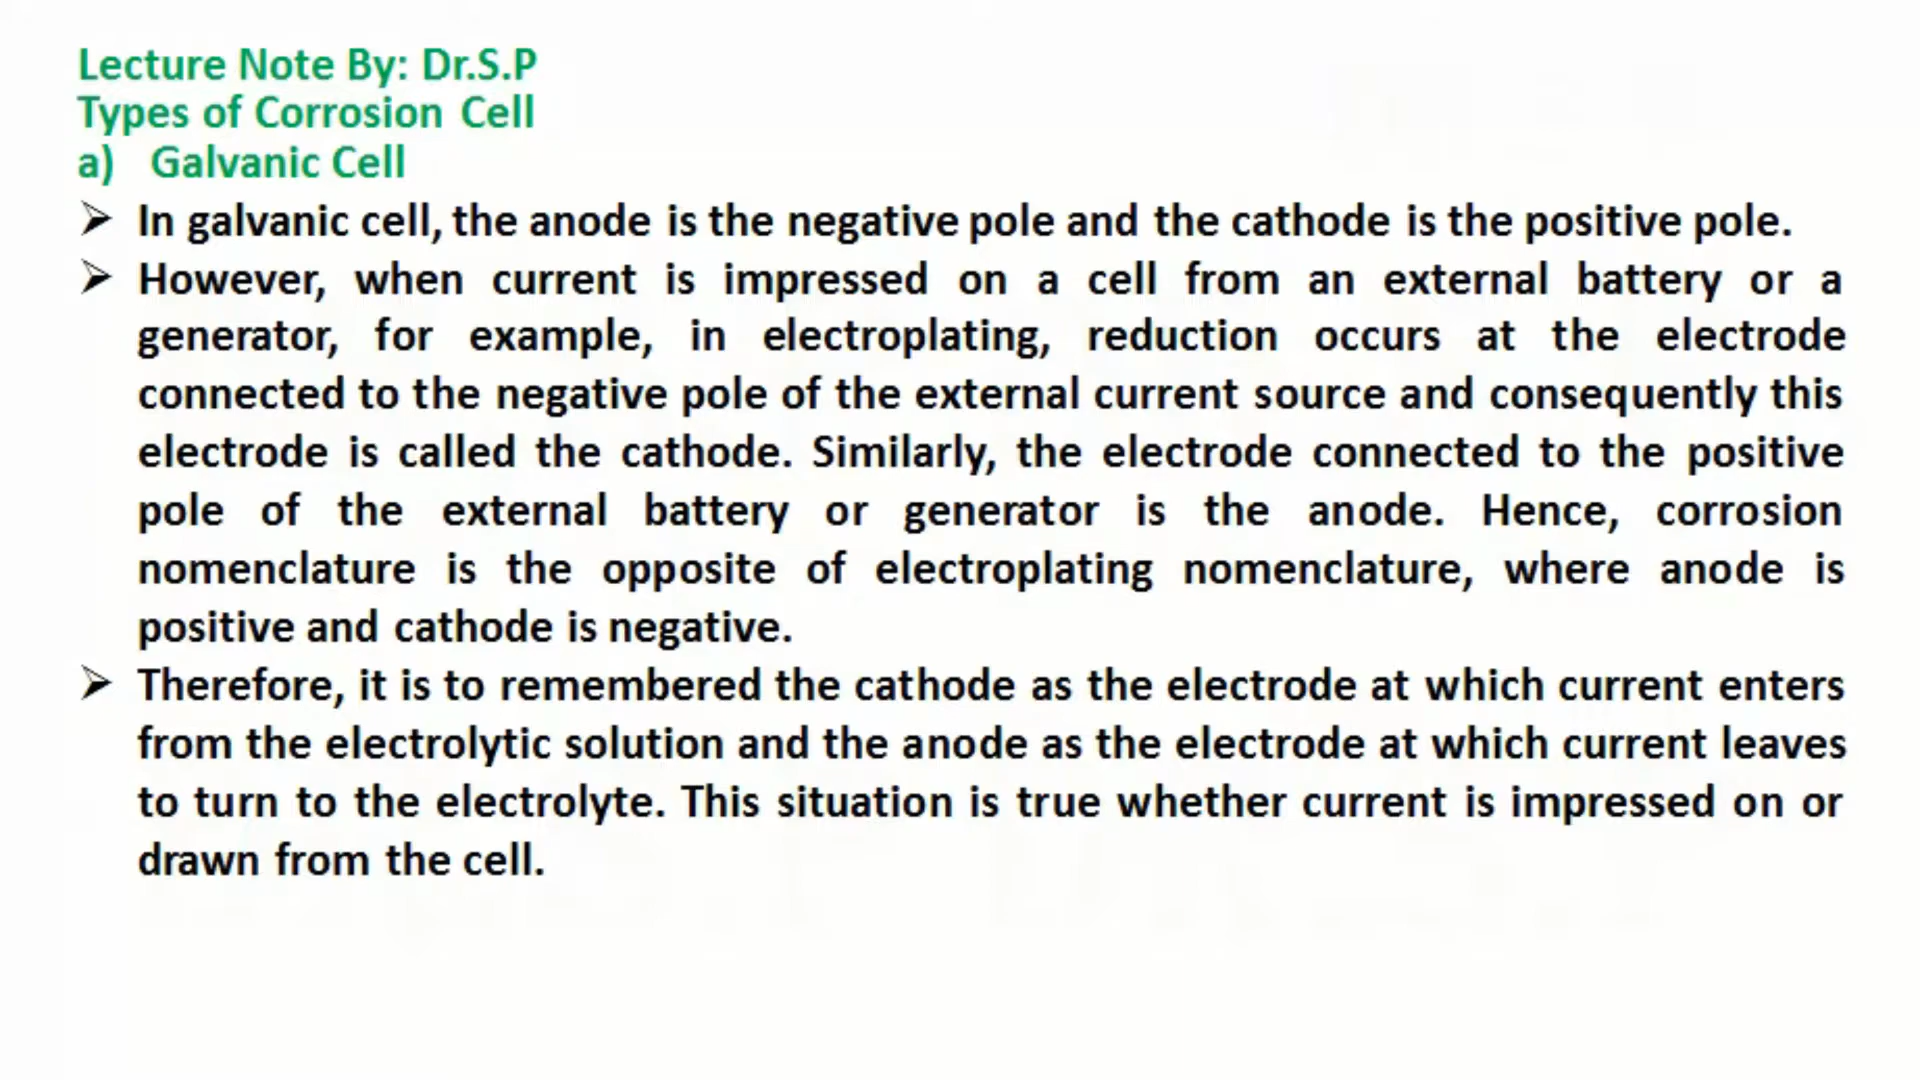 Lecture Note By: Dr.S.P
Types of Corrosion Cell
a) Galvanic Cell
➢ In galvanic cell, the anode is the negative pole and the cathode is the positive pole.
➢ However, when current is impressed on a cell from an external battery or a
generator, for example, in electroplating, reduction occurs at the electrode
connected to the negative pole of the external current source and consequently this
electrode is called the cathode. Similarly, the electrode connected to the positive
pole of the external battery or generator is the anode. Hence, corrosion
nomenclature is the opposite of electroplating nomenclature, where anode is
positive and cathode is negative.
➢ Therefore, it is to remembered the cathode as the electrode at which current enters
from the electrolytic solution and the anode as the electrode at which current leaves
to turn to the electrolyte. This situation is true whether current is impressed on or
drawn from the cell.